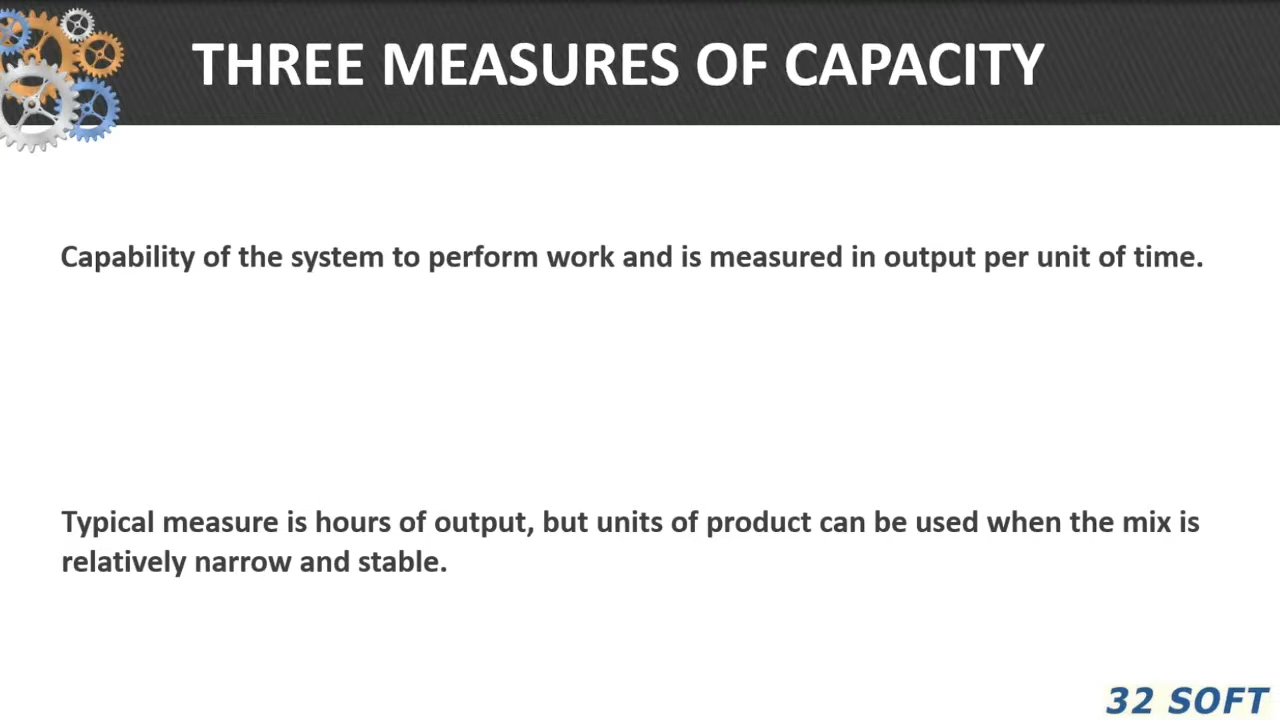 THREE MEASURES OF CAPACITY
Capability of the system to perform work and is measured in output per unit of time.
Typical measure is hours of output, but units of product can be used when the mix is
relatively narrow and stable.
32 SOFT